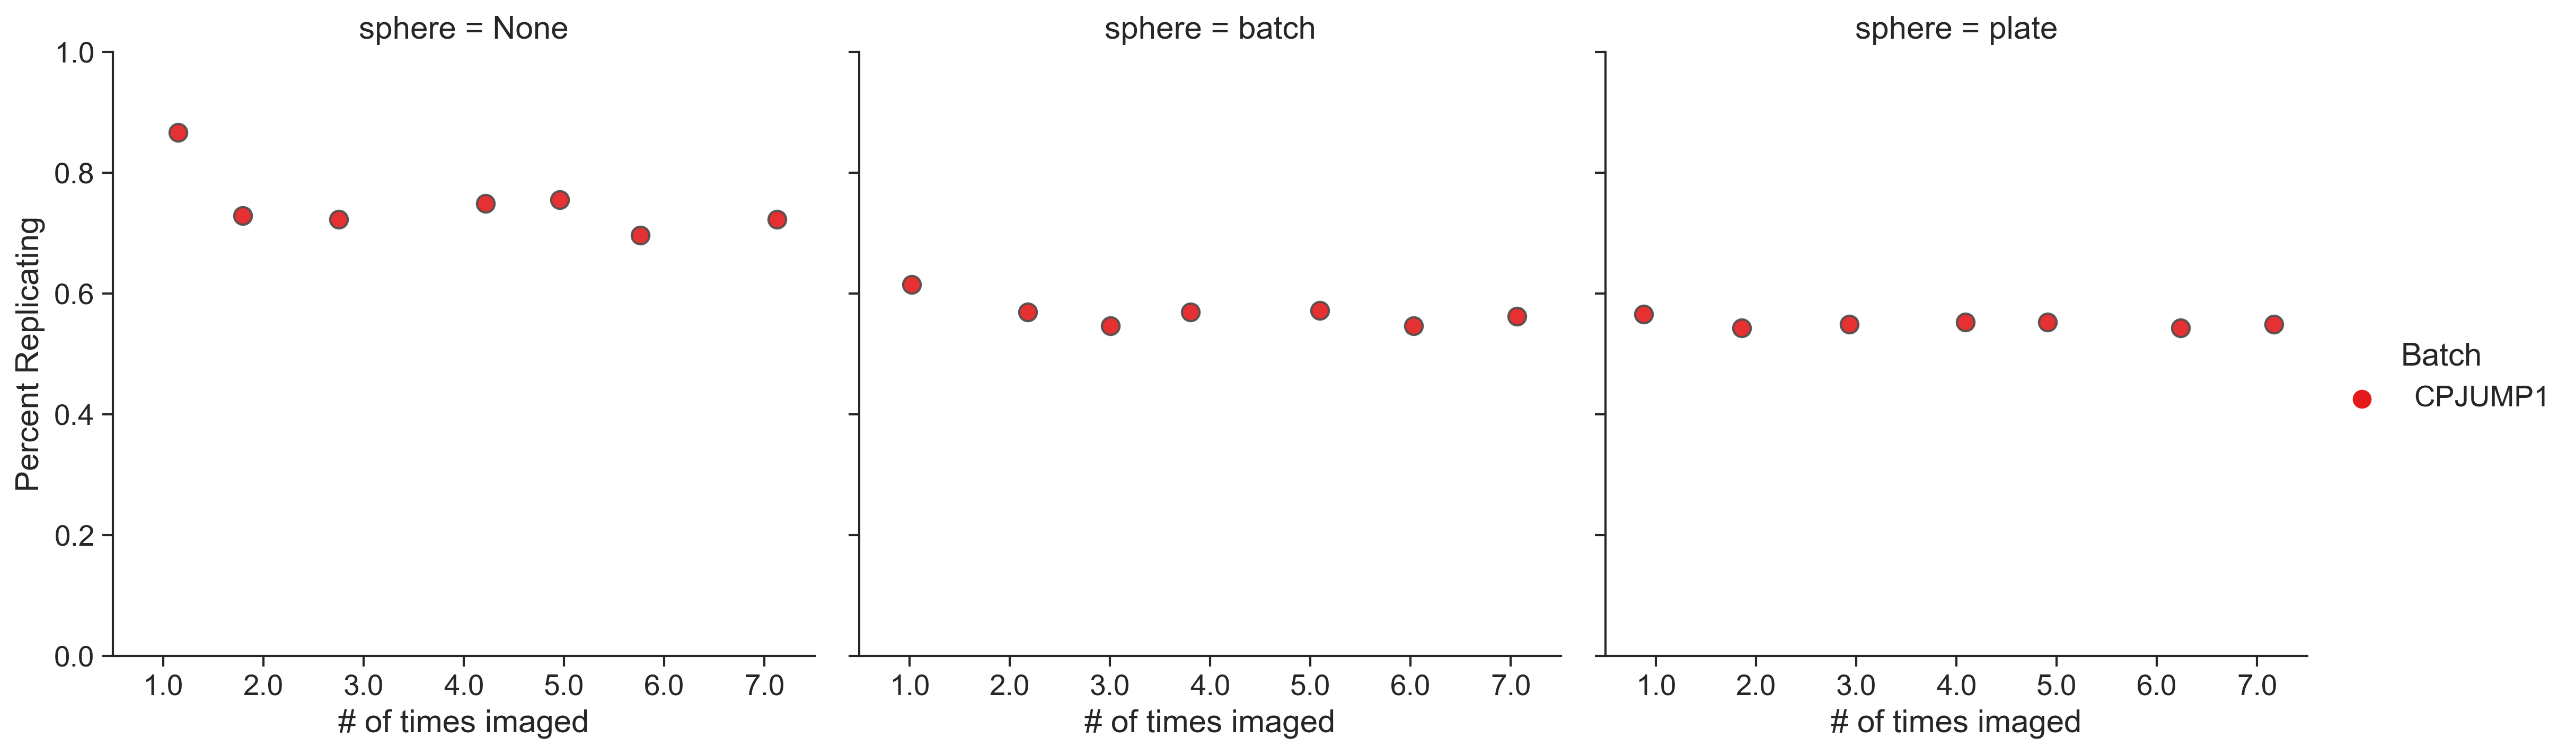 sphere = None
sphere = batch
sphere = plate
Percent Replicating
1.0
0.8
0.6
0.4
0.2
0.0
1.0 2.0 3.0 4.0 5.0 6.0 7.0
# of times imaged
1.0 2.0 3.0 4.0 5.0 6.0 7.0
# of times imaged
1.0 2.0 3.0 4.0 5.0 6.0 7.0
# of times imaged
Batch
CPJUMP1